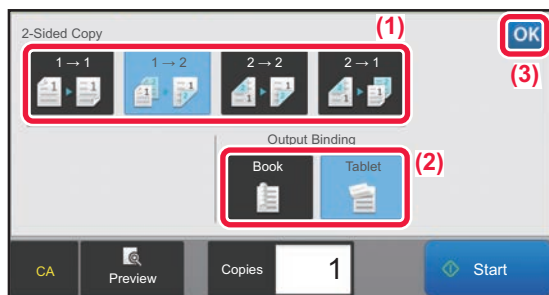 2-Sided Copy
(1)
OK
(3)
1 → 1
1 → 2
2 → 2
2 → 1
Output Binding
Book
Tablet
(2)
CA
Preview
Copies
1
Start